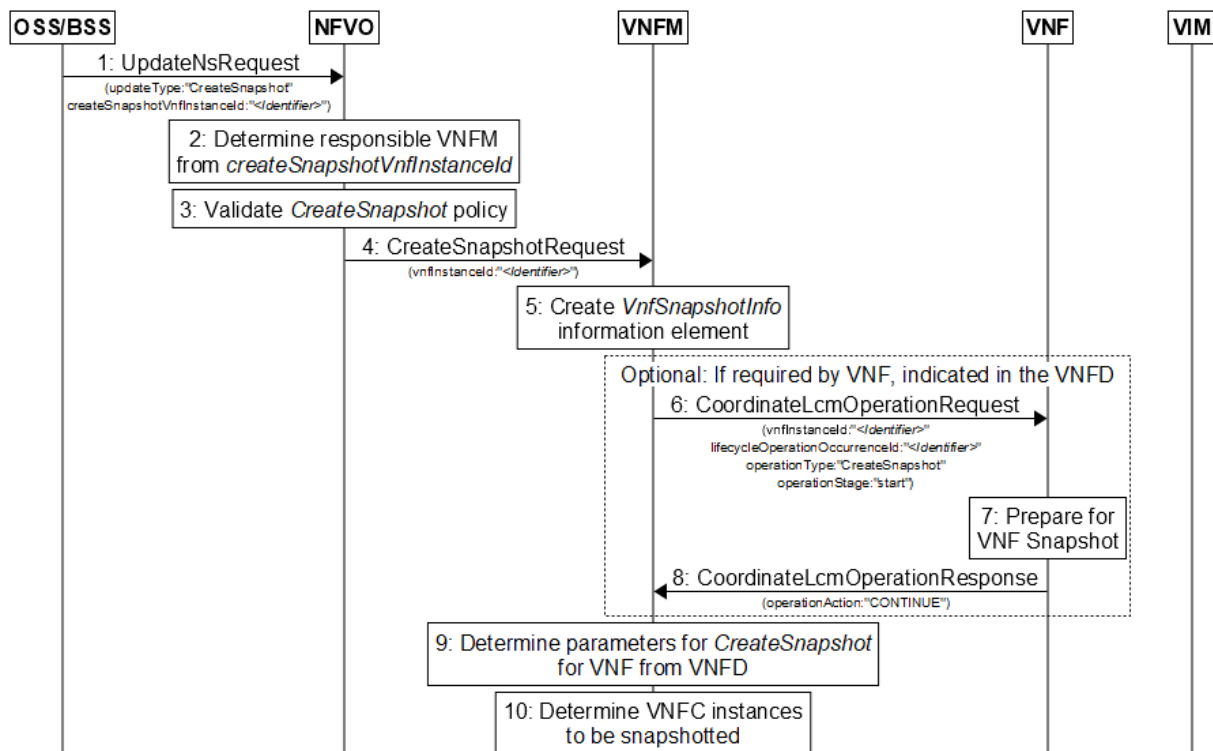 OSS/BSS NFVO VNFM VNF VIM
1: UpdateNsRequest
(updateType:"CreateSnapshot"
createSnapshotVnfInstanceId:"<Identifier>")
2: Determine responsible VNFM
from createSnapshotVnfInstanceId
3: Validate CreateSnapshot policy
4: CreateSnapshotRequest
(vnfInstanceId:"<Identifier>")
5: Create VnfSnapshotInfo
information element
Optional: If required by VNF, indicated in the VNFD
6: CoordinateLcmOperationRequest
(vnfInstanceId:"<Identifier>"
lifecycleOperationOccurrenceId:"<Identifier>"
operationType:"CreateSnapshot"
operationStage:"start")
7: Prepare for
VNF Snapshot
8: CoordinateLcmOperationResponse
(operationAction:"CONTINUE")
9: Determine parameters for CreateSnapshot
for VNF from VNFD
10: Determine VNFC instances
to be snapshotted